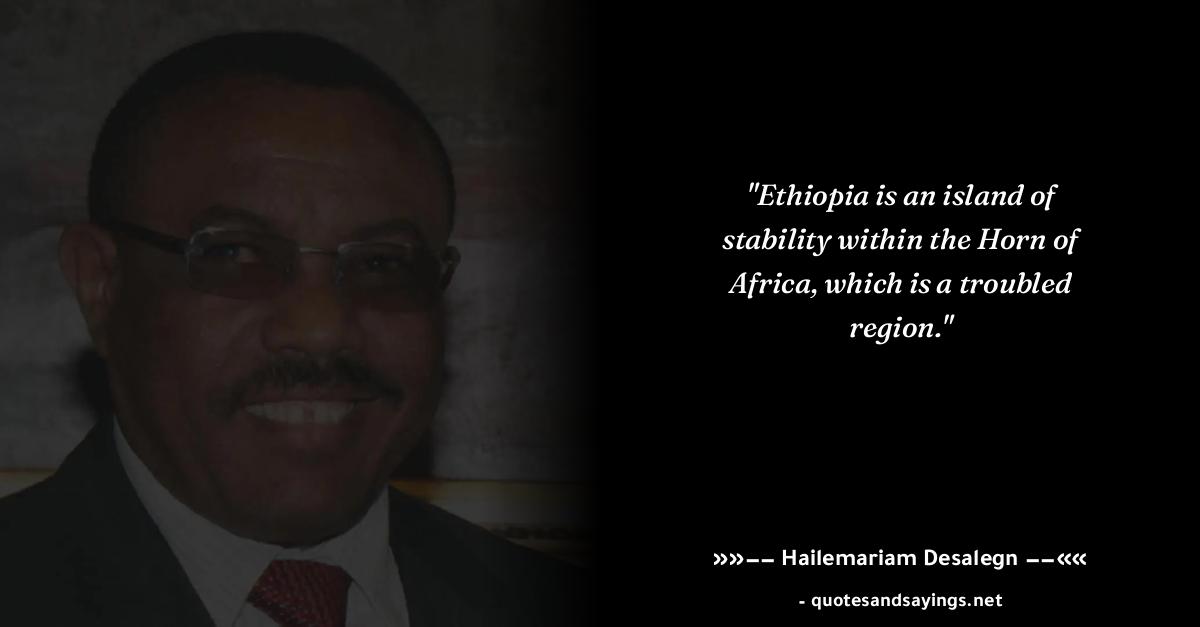 "Ethiopia is an island of
stability within the Horn of
Africa, which is a troubled
region."
»»–– Hailemariam Desalegn ––««
- quotesandsayings.net